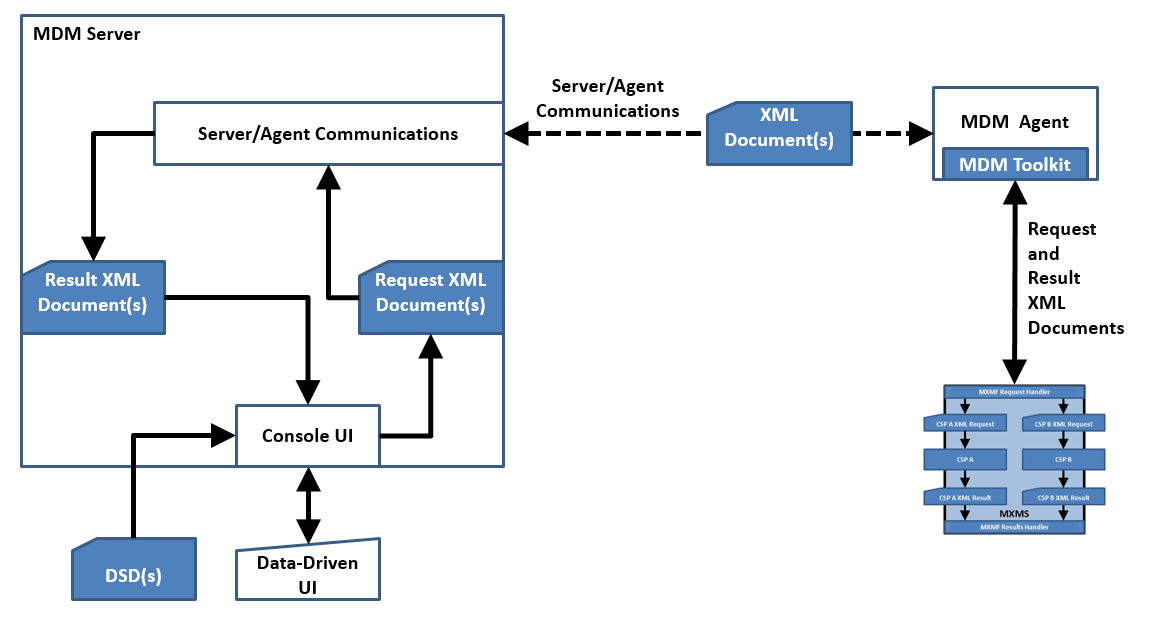 MDM Server
Server/Agent Communications
Result XML
Document(s)
Request XML
Document(s)
Console UI
DSD(s)
Data-Driven
UI
Server/Agent
Communications
XML
Document(s)
MDM Agent
MDM Toolkit
Request
and
Result
XML
Documents
MXMF Request Handler
CSP A XML Request
CSP B XML Request
CSP A
CSP B
CSP A XML Result
CSP B XML Result
MXMS
MXMF Results Handler